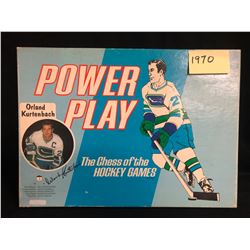 1970
POWER
PLAY
Orland
Kurtenbach
The Chess of the
HOCKEY GAMES